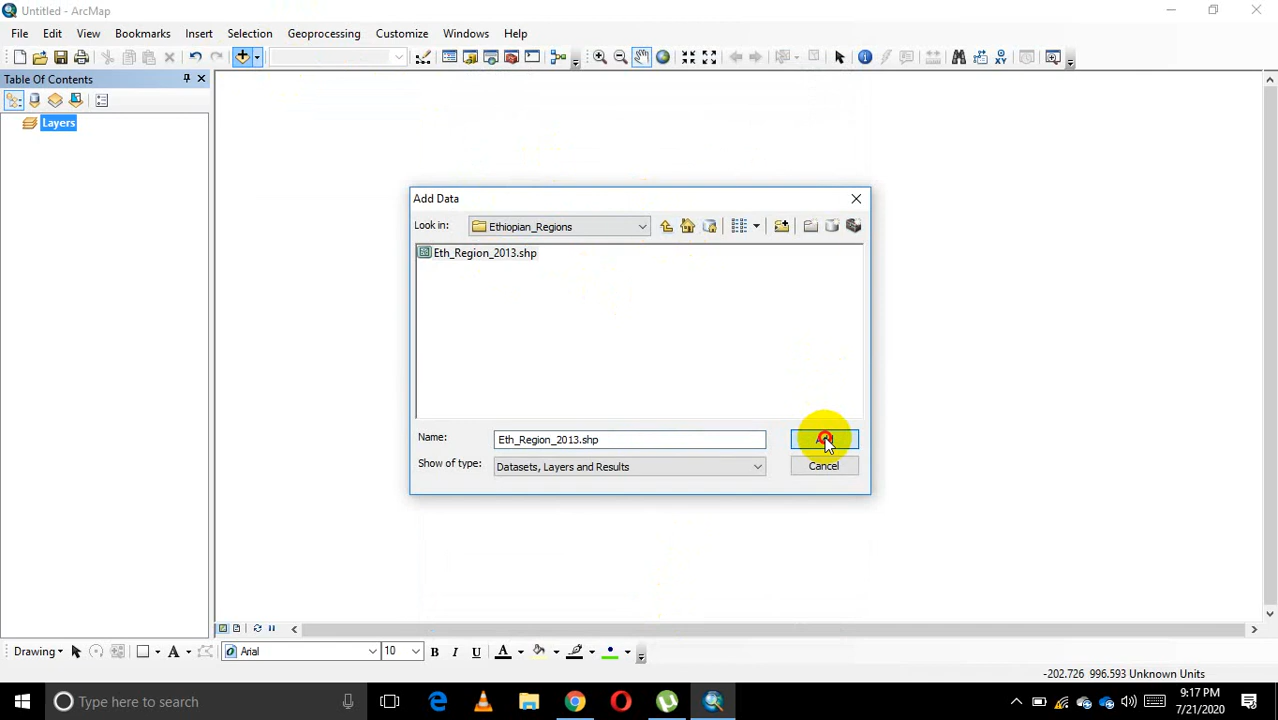 Untitled - ArcMap
File Edit View Bookmarks Insert Selection Geoprocessing Customize Windows Help
Table Of Contents
Layers
Add Data
Look in: Ethiopian_Regions
Eth_Region_2013.shp
Name: Eth_Region_2013.shp
Show of type: Datasets, Layers and Results
Cancel
Drawing A Arial 10 B I U A
-202.726 996.593 Unknown Units
Type here to search
9:17 PM
7/21/2020